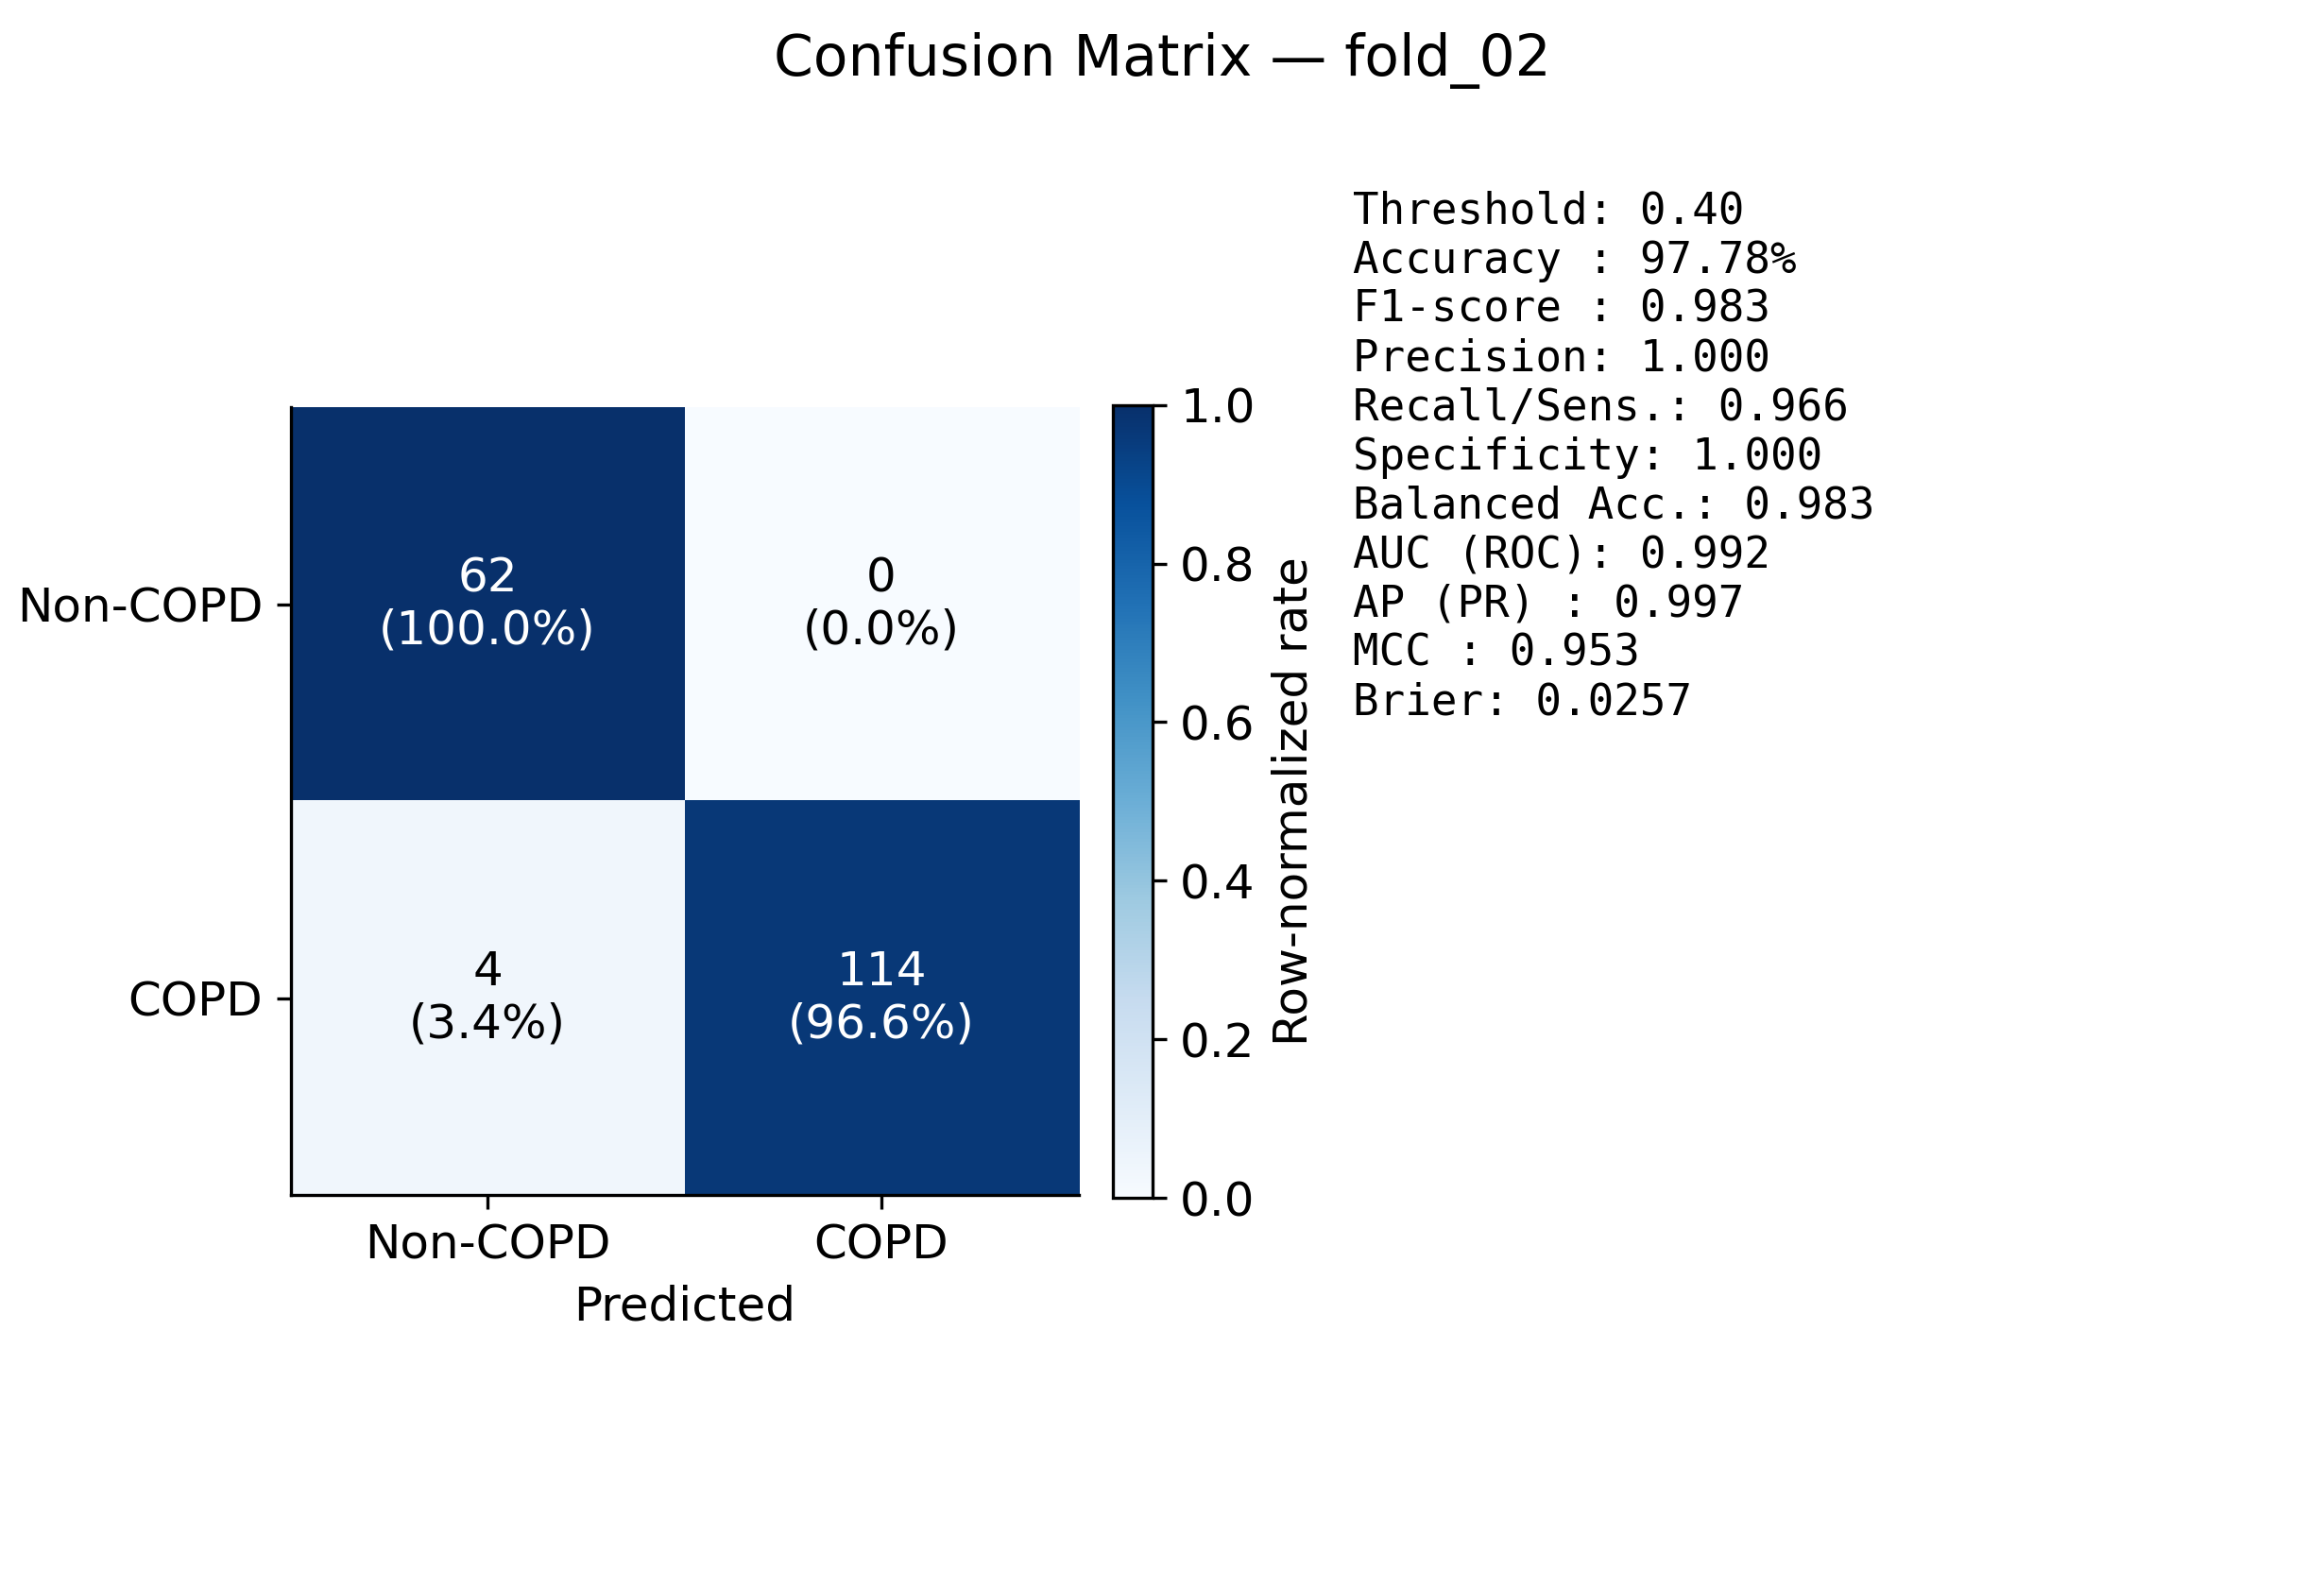 Confusion Matrix — fold_02
Threshold: 0.40
Accuracy : 97.78%
F1-score : 0.983
Precision: 1.000
Recall/Sens.: 0.966
Specificity: 1.000
Balanced Acc.: 0.983
AUC (ROC): 0.992
AP (PR) : 0.997
MCC : 0.953
Brier: 0.0257
Non-COPD
62
(100.0%)
0
(0.0%)
COPD
4
(3.4%)
114
(96.6%)
Non-COPD
COPD
Predicted
1.0
0.8
0.6
0.4
0.2
0.0
Row-normalized rate